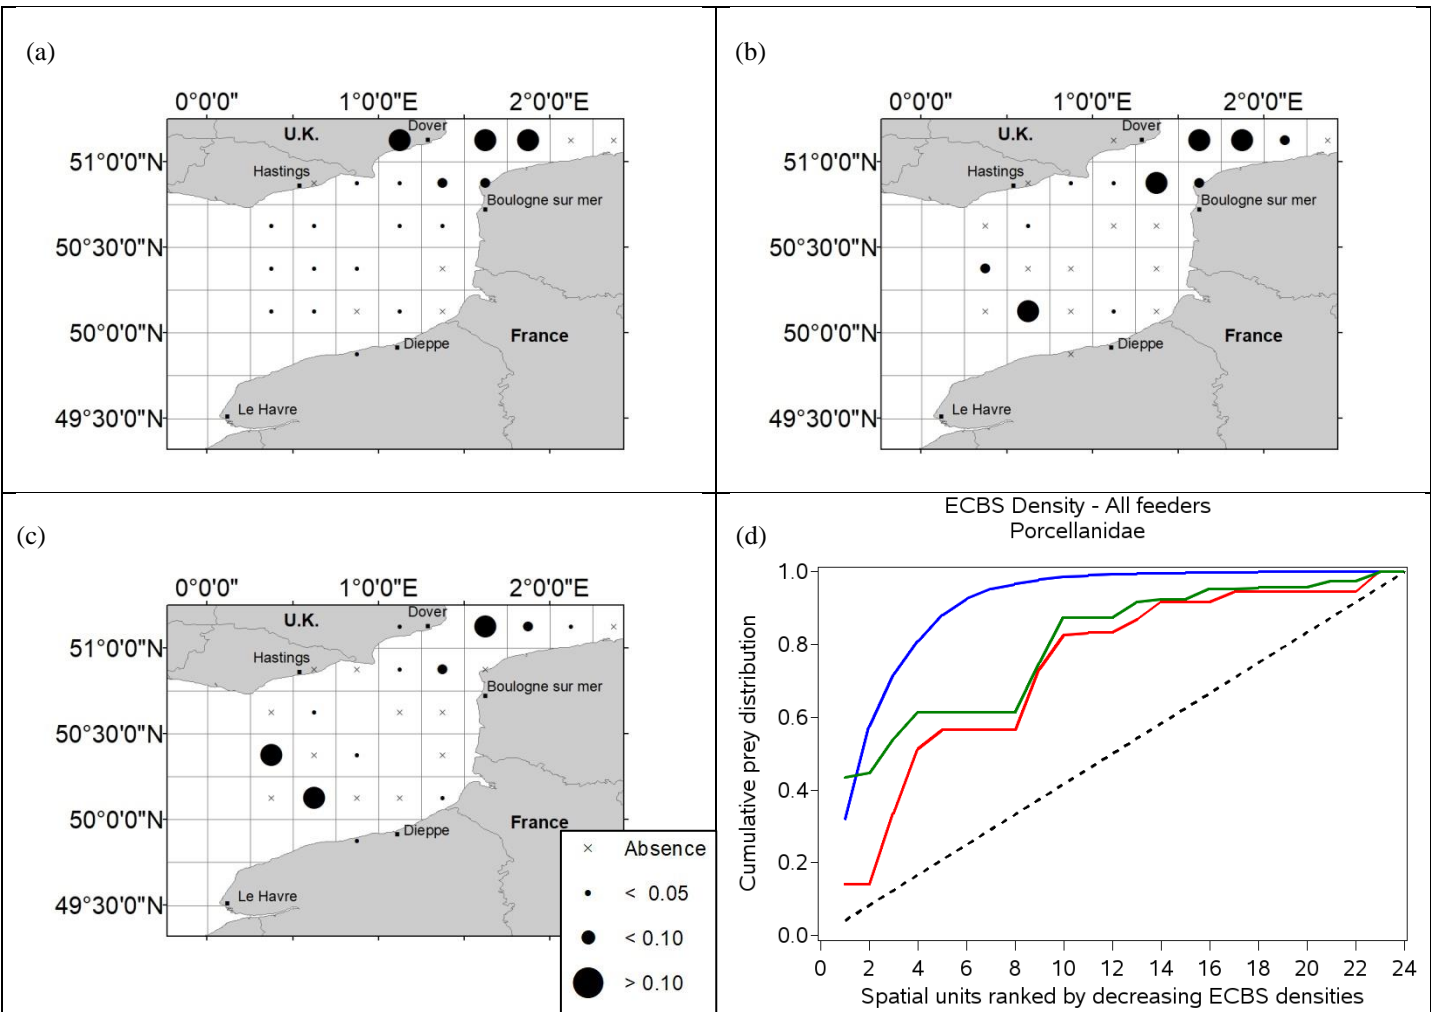 (a)
0°0'0" 1°0'0"E 2°0'0"E
U.K.
Dover
51°0'0"N
Hastings
Boulogne sur mer
50°30'0"N
50°0'0"N
Dieppe
France
Le Havre
49°30'0"N
(b)
0°0'0" 1°0'0"E 2°0'0"E
U.K.
Dover
51°0'0"N
Hastings
Boulogne sur mer
50°30'0"N
50°0'0"N
Dieppe
France
Le Havre
49°30'0"N
(c)
0°0'0" 1°0'0"E 2°0'0"E
U.K.
Dover
51°0'0"N
Hastings
Boulogne sur mer
50°30'0"N
50°0'0"N
Dieppe
France
Le Havre
49°30'0"N
Absence
< 0.05
< 0.10
> 0.10
(d)
ECBS Density - All feeders
Porcellanidae
Cumulative prey distribution
1.0
0.8
0.6
0.4
0.2
0.0
0 2 4 6 8 10 12 14 16 18 20 22 24
Spatial units ranked by decreasing ECBS densities